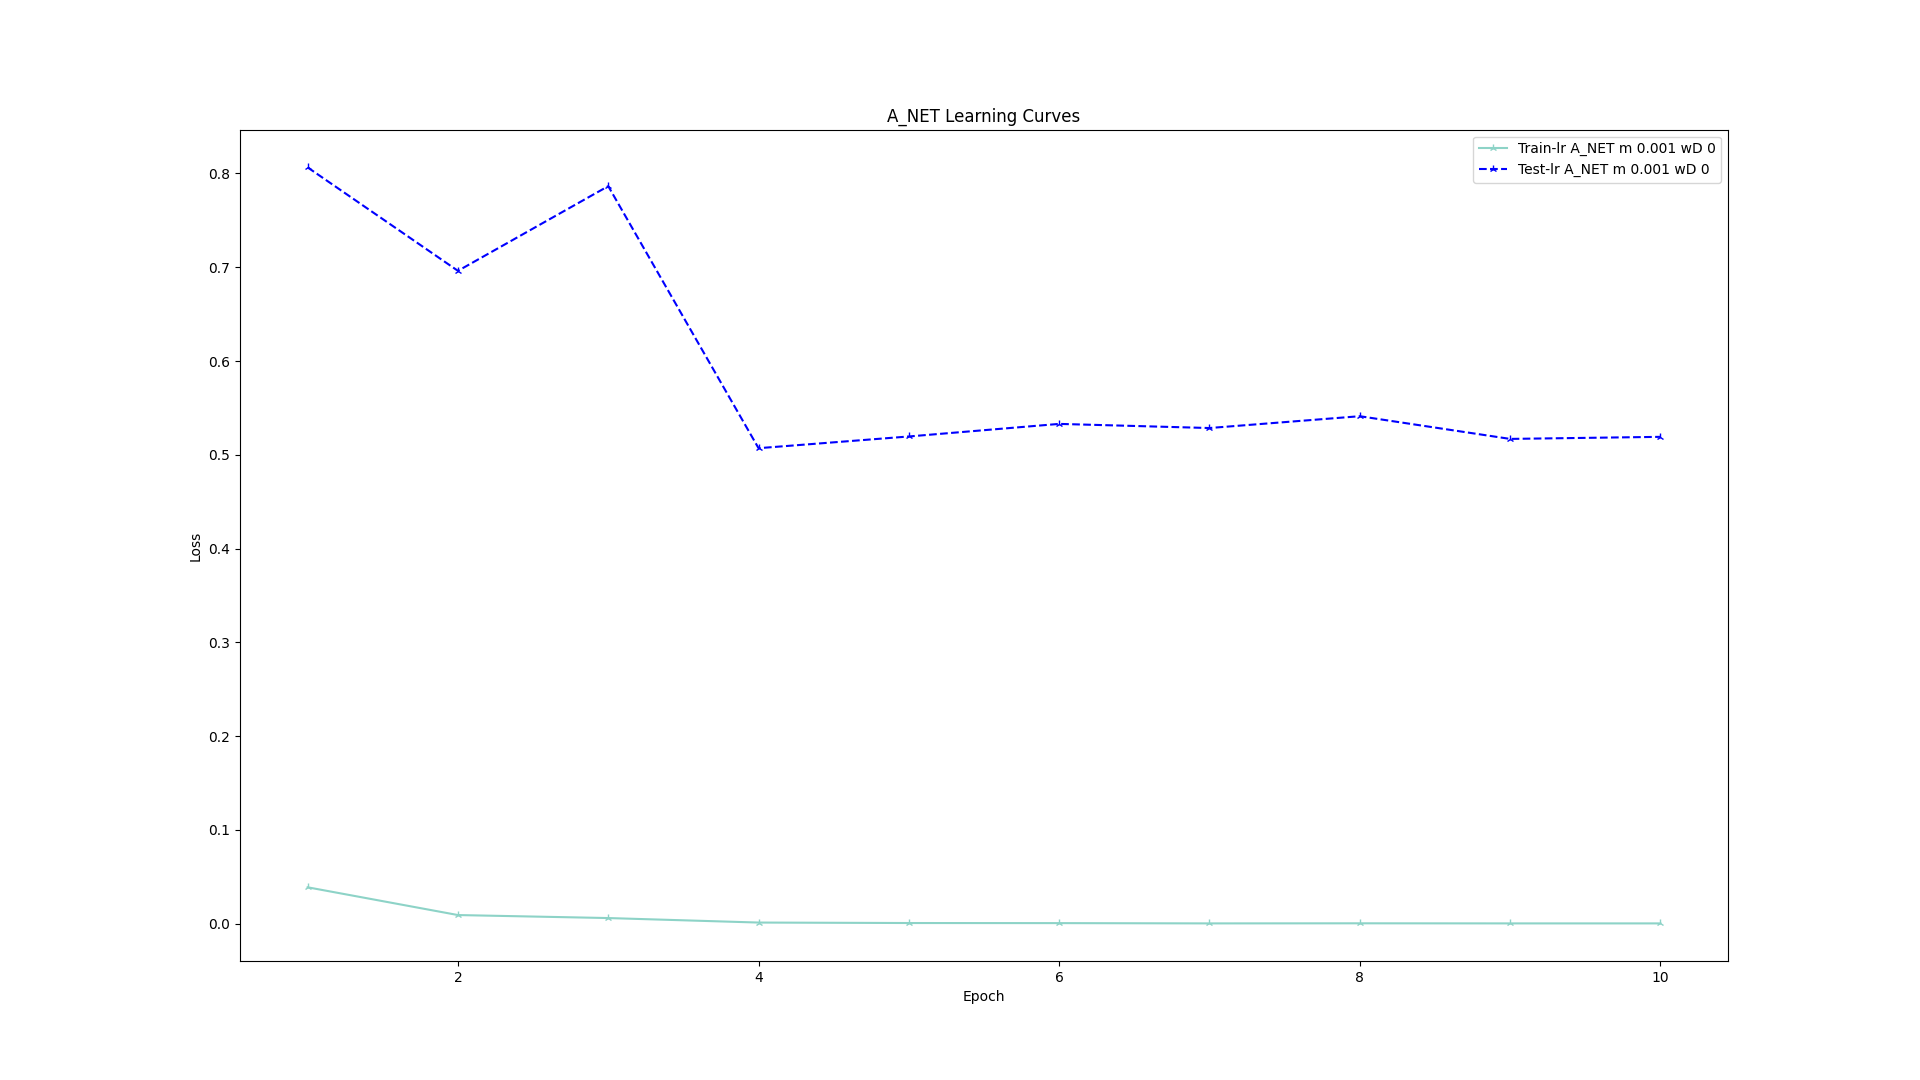 A_NET Learning Curves
Train-lr A_NET m 0.001 wD 0
Test-lr A_NET m 0.001 wD 0
0.8
0.7
0.6
0.5
0.4
0.3
0.2
0.1
0.0
Loss
2 4 6 8 10
Epoch